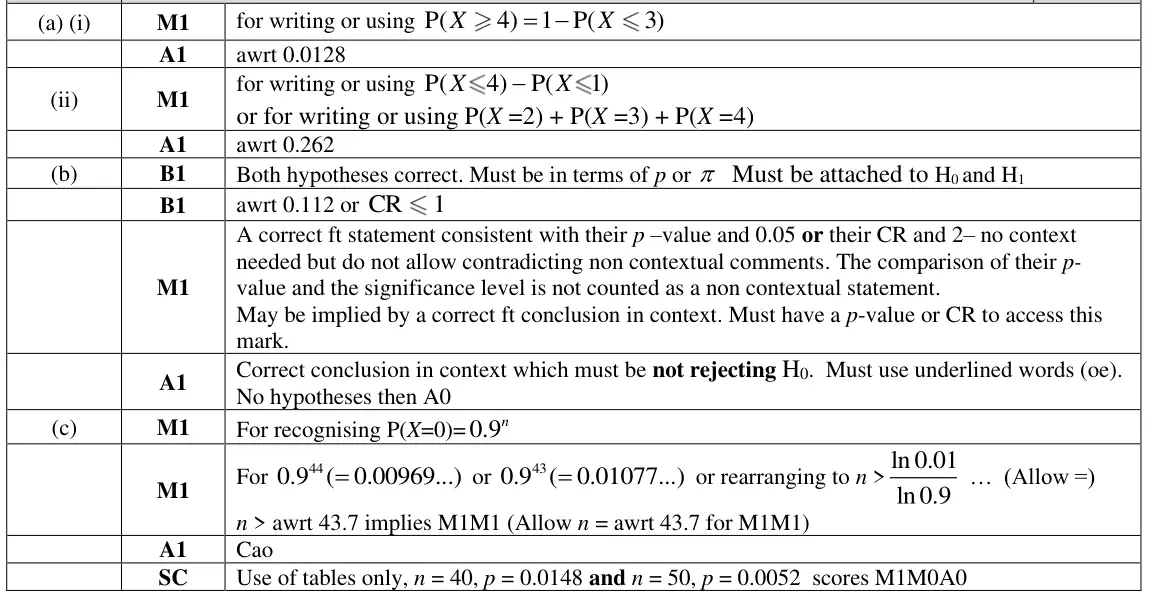 (a) (i) M1 for writing or using P(X ⩾ 4) = 1 – P(X ⩽ 3)
A1 awrt 0.0128
(ii) M1 for writing or using P(X⩽4) – P(X⩽1)
or for writing or using P(X =2) + P(X =3) + P(X =4)
A1 awrt 0.262
(b) B1 Both hypotheses correct. Must be in terms of p or π Must be attached to H₀ and H₁
B1 awrt 0.112 or CR ⩽ 1
M1 A correct ft statement consistent with their p –value and 0.05 or their CR and 2– no context
needed but do not allow contradicting non contextual comments. The comparison of their p-
value and the significance level is not counted as a non contextual statement.
May be implied by a correct ft conclusion in context. Must have a p-value or CR to access this
mark.
A1 Correct conclusion in context which must be not rejecting H₀. Must use underlined words (oe).
No hypotheses then A0
(c) M1 For recognising P(X=0)= 0.9ⁿ
M1 For 0.9⁴⁴ (= 0.00969...) or 0.9⁴³ (= 0.01077...) or rearranging to n > ln 0.01 / ln 0.9 … (Allow =)
n > awrt 43.7 implies M1M1 (Allow n = awrt 43.7 for M1M1)
A1 Cao
SC Use of tables only, n = 40, p = 0.0148 and n = 50, p = 0.0052 scores M1M0A0